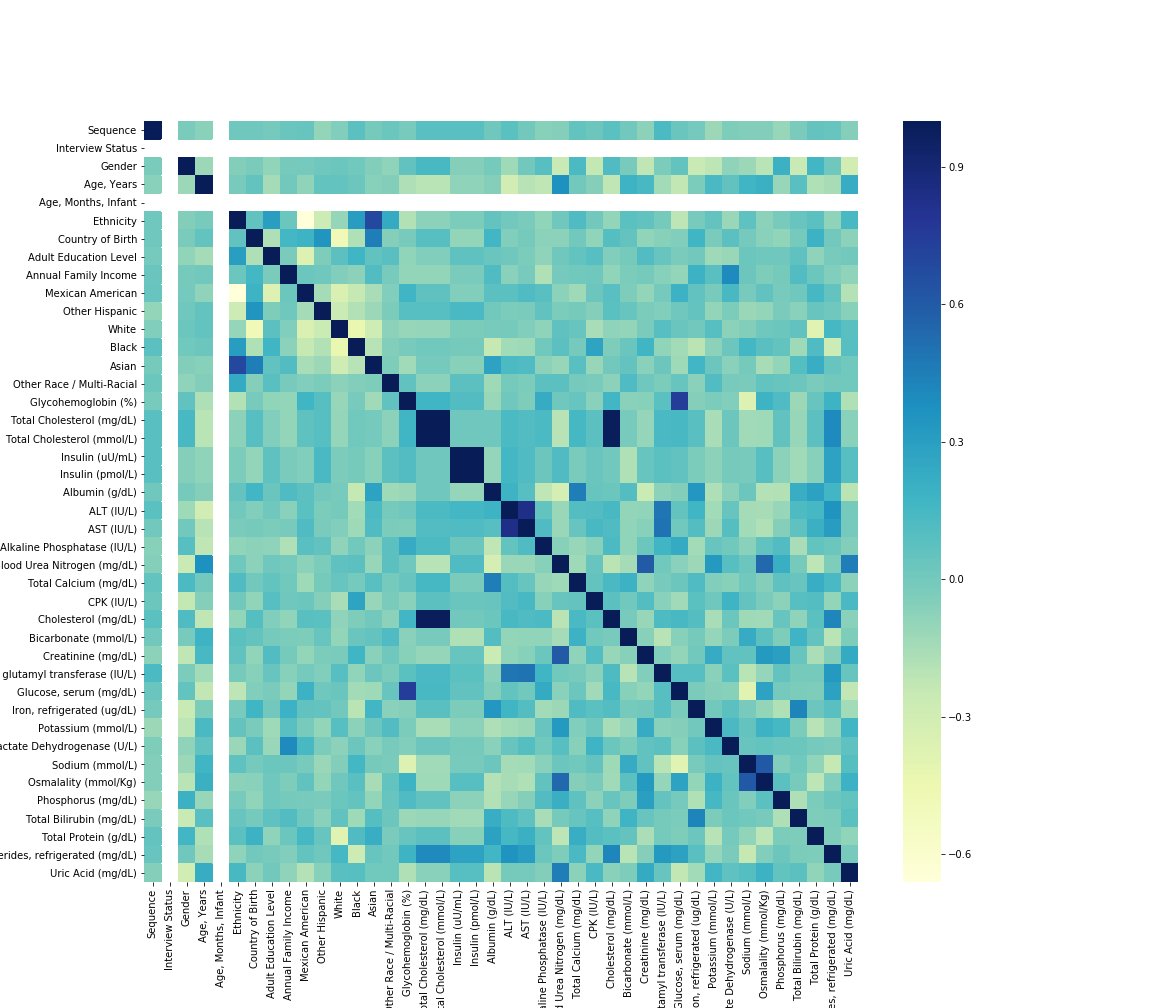 Sequence
Interview Status
Gender
Age, Years
Age, Months, Infant
Ethnicity
Country of Birth
Adult Education Level
Annual Family Income
Mexican American
Other Hispanic
White
Black
Asian
Other Race / Multi-Racial
Glycohemoglobin (%)
Total Cholesterol (mg/dL)
Total Cholesterol (mmol/L)
Insulin (uU/mL)
Insulin (pmol/L)
Albumin (g/dL)
ALT (IU/L)
AST (IU/L)
Alkaline Phosphatase (IU/L)
lood Urea Nitrogen (mg/dL)
Total Calcium (mg/dL)
CPK (IU/L)
Cholesterol (mg/dL)
Bicarbonate (mmol/L)
Creatinine (mg/dL)
glutamyl transferase (IU/L)
Glucose, serum (mg/dL)
Iron, refrigerated (ug/dL)
Potassium (mmol/L)
actate Dehydrogenase (U/L)
Sodium (mmol/L)
Osmalality (mmol/Kg)
Phosphorus (mg/dL)
Total Bilirubin (mg/dL)
Total Protein (g/dL)
erides, refrigerated (mg/dL)
Uric Acid (mg/dL)
Sequence
Interview Status
Gender
Age, Years
Age, Months, Infant
Ethnicity
Country of Birth
Adult Education Level
Annual Family Income
Mexican American
Other Hispanic
White
Black
Asian
ther Race / Multi-Racial
Glycohemoglobin (%)
otal Cholesterol (mg/dL)
tal Cholesterol (mmol/L)
Insulin (uU/mL)
Insulin (pmol/L)
Albumin (g/dL)
ALT (IU/L)
AST (IU/L)
aline Phosphatase (IU/L)
d Urea Nitrogen (mg/dL)
Total Calcium (mg/dL)
CPK (IU/L)
Cholesterol (mg/dL)
Bicarbonate (mmol/L)
Creatinine (mg/dL)
tamyl transferase (IU/L)
Glucose, serum (mg/dL)
on, refrigerated (ug/dL)
Potassium (mmol/L)
te Dehydrogenase (U/L)
Sodium (mmol/L)
Osmalality (mmol/Kg)
Phosphorus (mg/dL)
Total Bilirubin (mg/dL)
Total Protein (g/dL)
es, refrigerated (mg/dL)
Uric Acid (mg/dL)
0.9
0.6
0.3
0.0
−0.3
−0.6